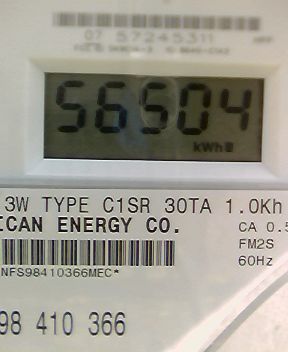 07 57245311
56504
kWh
3W TYPE C1SR 30TA 1.0Kh
ICAN ENERGY CO.
CA 0.5
FM2S
60Hz
NFS98410366MEC*
98 410 366